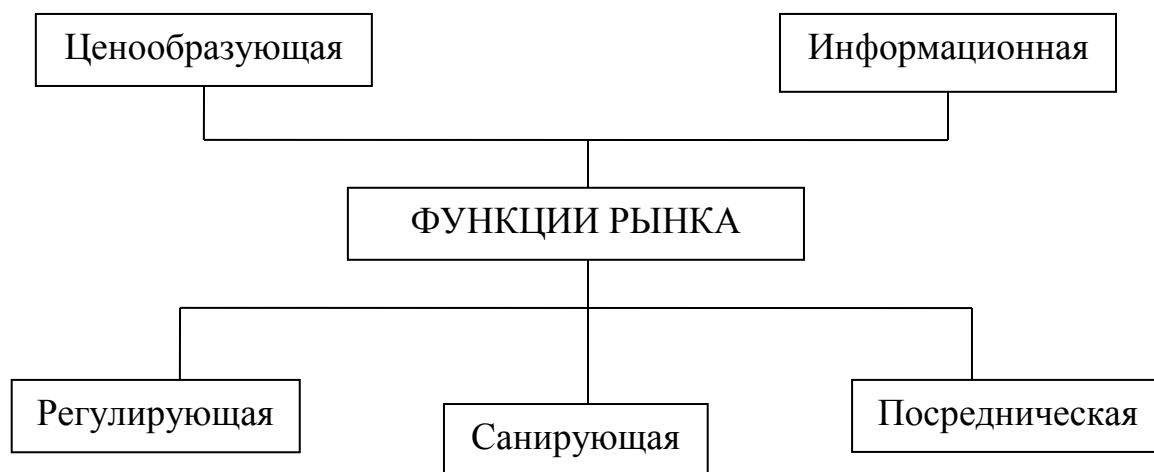 Ценообразующая
Информационная
ФУНКЦИИ РЫНКА
Регулирующая
Санирующая
Посредническая